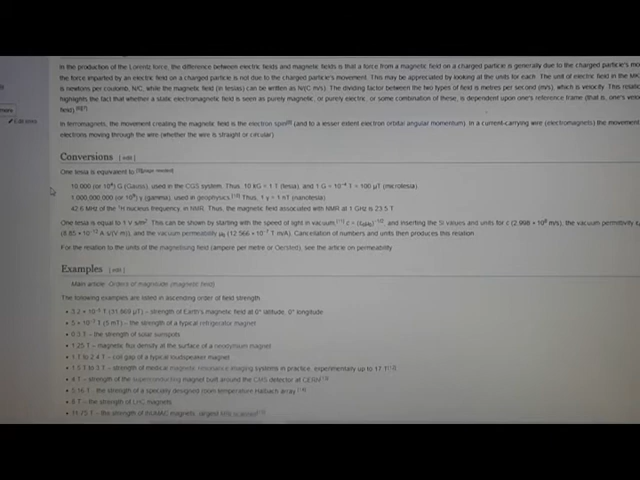 In the production of the Lorentz force, the difference between electric fields and magnetic fields is that a force from a magnetic field on a charged particle is generally due to the charged particle's
the force imparted by an electric field on a charged particle is not due to the charged particle's movement. This may be appreciated by looking at the units for each. The unit of electric field in the
is newtons per coulomb, N/C, while the magnetic field (in teslas) can be written as N/(C·m/s). The dividing factor between the two types of field is metres per second (m/s), which is velocity. This
highlights the fact that whether a static electromagnetic field is seen as purely magnetic, or purely electric, or some combination of these, is dependent upon one's reference frame (that is, one's
field).
In ferromagnets, the movement creating the magnetic field is the electron spin (and to a lesser extent electron orbital angular momentum). In a current-carrying wire (electromagnets) the movement
electrons moving through the wire (whether the wire is straight or circular).
Conversions [edit]
One tesla is equivalent to:
10,000 (or 10⁴) G (Gauss), used in the CGS system. Thus, 10 kG = 1 T (tesla), and 1 G = 10⁻⁴ T = 100 μT (microtesla)
1,000,000,000 (or 10⁹) γ (gamma), used in geophysics. Thus, 1 γ = 1 nT (nanotesla)
42.6 MHz of the ¹H nucleus frequency, in NMR. Thus, the magnetic field associated with NMR at 1 GHz is 23.5 T
One tesla is equal to 1 V·s/m². This can be shown by starting with the speed of light in vacuum, and inserting the SI values and units for c (2.998 × 10⁸ m/s), the vacuum permittivity
(8.85 × 10⁻¹² A·s/(V·m)), and the vacuum permeability μ₀ (12.566 × 10⁻⁷ T·m/A). Cancellation of numbers and units then produces this relation.
For the relation to the units of the magnetising field (ampere per metre or Oersted), see the article on permeability
Examples [edit]
Main article: Orders of magnitude (magnetic field)
The following examples are listed in ascending order of field strength.
• 3.2 × 10⁻⁵ T (31.869 μT) – strength of Earth's magnetic field at 0° latitude, 0° longitude
• 5 × 10⁻³ T (5 mT) – the strength of a typical refrigerator magnet
• 0.3 T – the strength of solar sunspots
• 1.25 T – magnetic flux density at the surface of a neodymium magnet
• 1 T to 2.4 T – coil gap of a typical loudspeaker magnet
• 1.5 T to 3 T – strength of medical magnetic resonance imaging systems in practice, experimentally up to 17 T
• 4 T – strength of the superconducting magnet built around the CMS detector at CERN
• 5.16 T – the strength of a specially designed room temperature Halbach array
• 8 T – the strength of LHC magnets
• 11.75 T – the strength of INUMAC magnets, largest MRI scanner